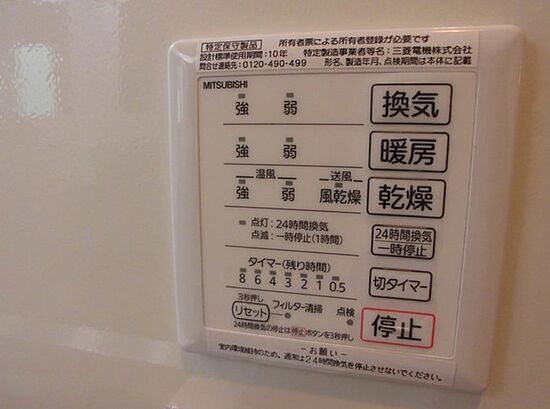 特定保守製品 所有者票による所有者登録が必要です
設計標準使用期間:10年 特定製造事業者等名:三菱電機株式会社
問合せ連絡先:0120-490-499 形名、製造年月、点検期間は本体に記載
MITSUBISHI
強 弱 換気
強 弱 暖房
温風 送風
強 弱 風乾燥 乾燥
点灯:24時間換気
点滅:一時停止(1時間)
24時間換気
一時停止
タイマー(残り時間)
8 6 4 3 2 1 0.5 切タイマー
3秒押し
リセット フィルター清掃 点検
24時間換気の停止は停止ボタンを3秒押し
停止
-お願い-
室内環境維持のため、通常は24時間換気を停止させないでください。